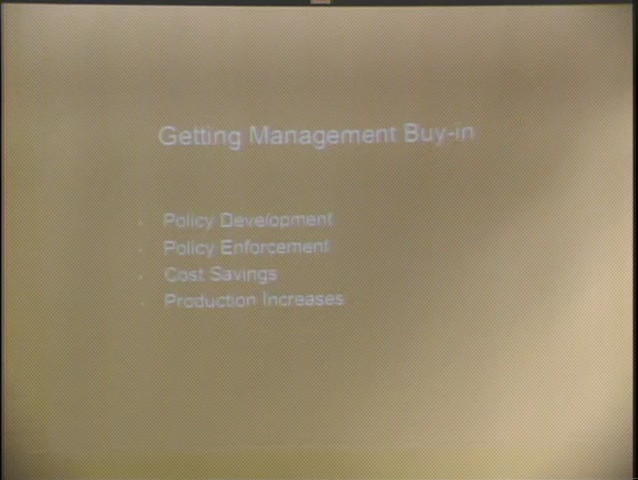 Getting Management Buy-in
Policy Development
Policy Enforcement
Cost Savings
Production Increases